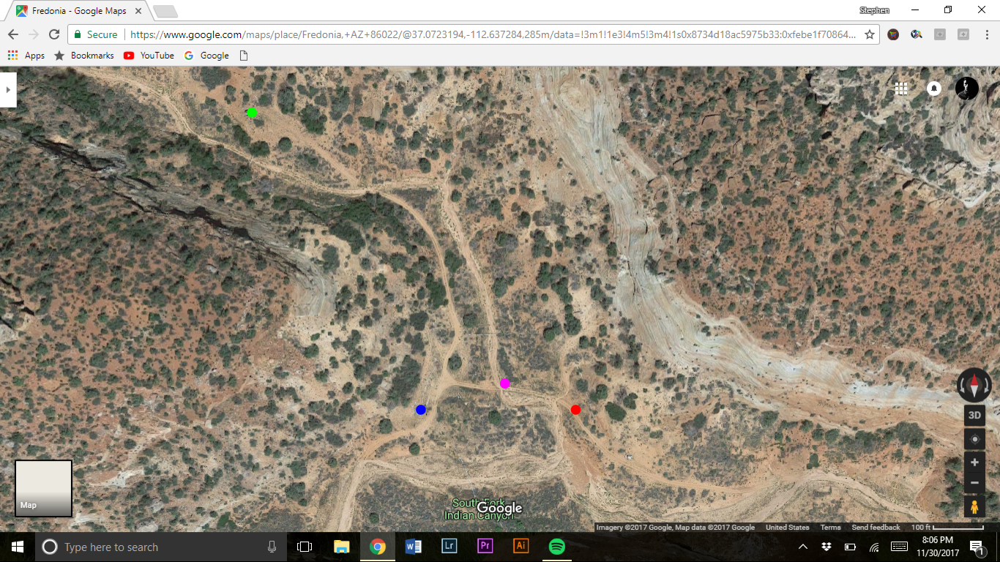 Fredonia - Google Maps
Stephen
Secure
https://www.google.com/maps/place/Fredonia,+AZ+86022/@37.0723194,-112.637284,285m/data=!3m1!1e3!4m5!3m4!1s0x8734d18ac5975b33:0xfebe1f70864...
Apps
Bookmarks
YouTube
Google
3D
Map
South Fork
Indian Canyon
Google
Imagery ©2017 Google, Map data ©2017 Google
United States
Terms
Send feedback
100 ft
Type here to search
Lr
Pr
Ai
8:06 PM
11/30/2017
1